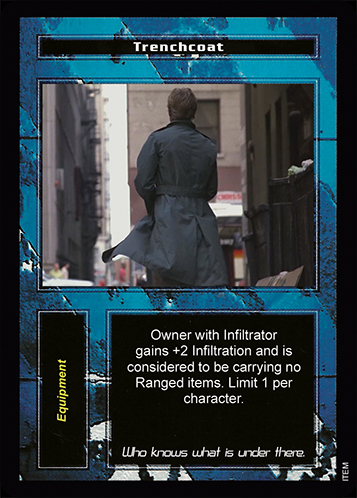 Trenchcoat
Owner with Infiltrator
gains +2 Infiltration and is
considered to be carrying no
Ranged items. Limit 1 per
character.
Equipment
Who knows what is under there.
ITEM